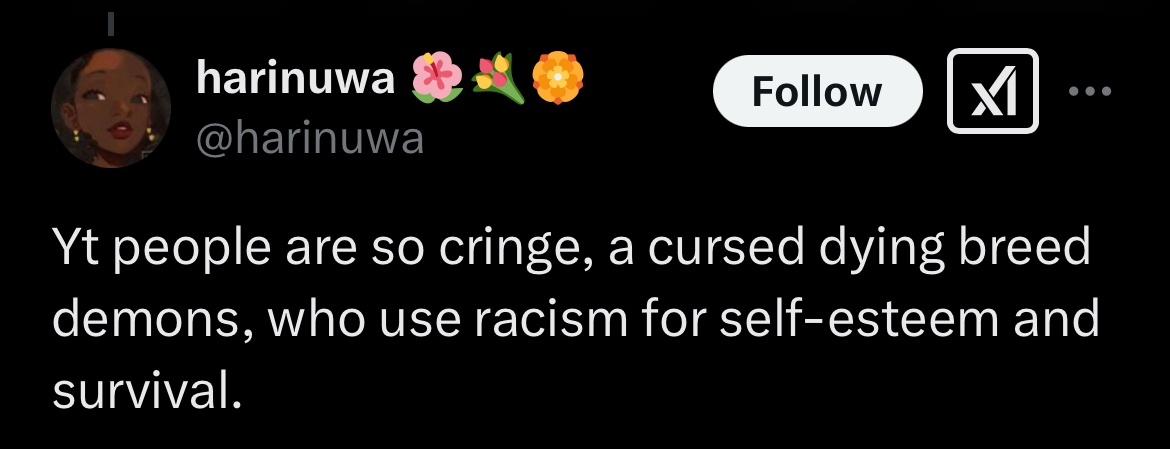 harinuwa 🌺💐🏵️
@harinuwa
Follow
Yt people are so cringe, a cursed dying breed
demons, who use racism for self-esteem and
survival.